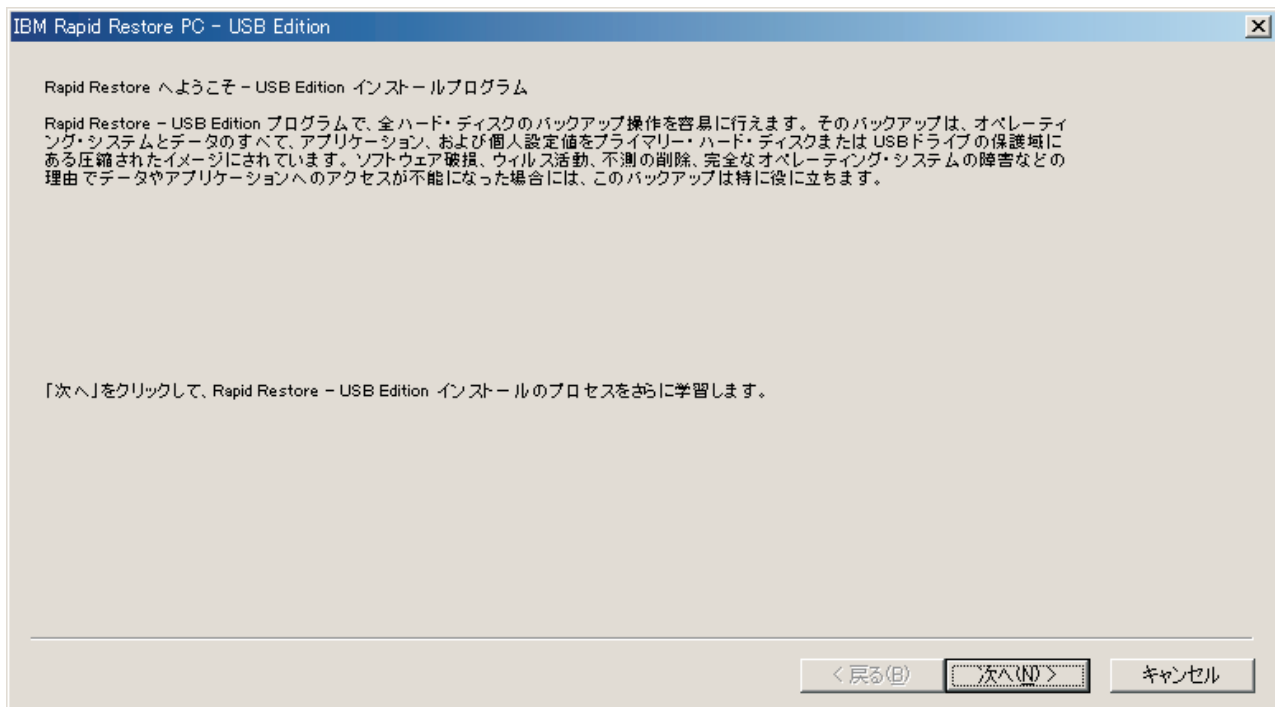 IBM Rapid Restore PC - USB Edition
Rapid Restore へようこそ - USB Edition インストールプログラム
Rapid Restore - USB Edition プログラムで、全ハード・ディスクのバックアップ操作を容易に行えます。そのバックアップは、オペレーティ
ング・システムとデータのすべて、アプリケーション、および個人設定値をプライマリー・ハード・ディスクまたは USBドライブの保護域に
ある圧縮されたイメージにされています。ソフトウェア破損、ウィルス活動、不測の削除、完全なオペレーティング・システムの障害などの
理由でデータやアプリケーションへのアクセスが不能になった場合には、このバックアップは特に役に立ちます。
「次へ」をクリックして、Rapid Restore - USB Edition インストールのプロセスをさらに学習します。
< 戻る(B)
次へ(N) >
キャンセル